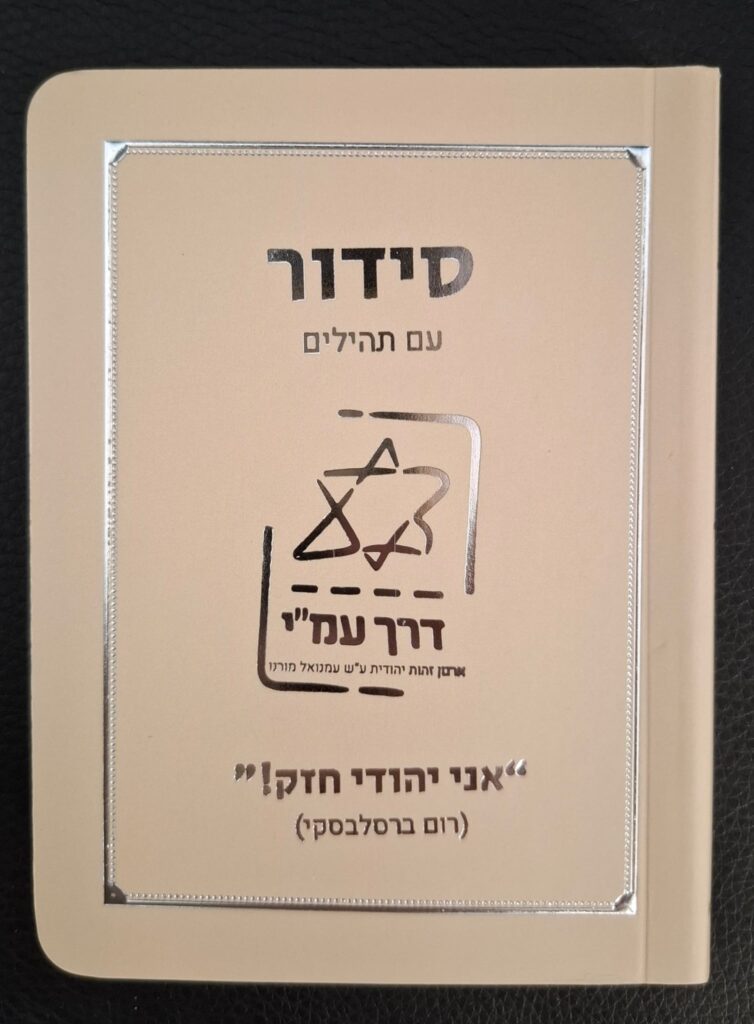 סידור
עם תהילים
דרך עמ"י
ארגון זהות יהודית ע"ש עמנואל מורנו
"אני יהודי חזק!"
(רום ברסלבסקי)